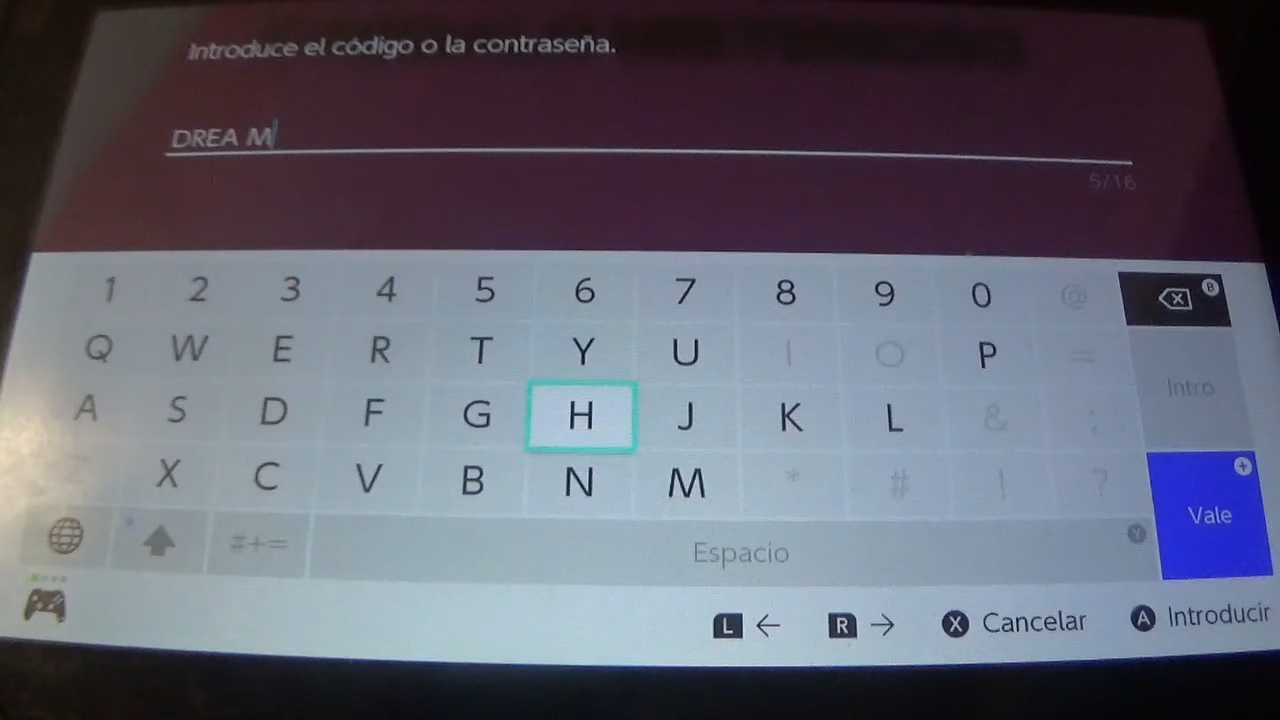 Introduce el código o la contraseña.
DREA M
5/16
1 2 3 4 5 6 7 8 9 0 @
Q W E R T Y U I O P =
A S D F G H J K L & :
Z X C V B N M * # ! ?
#+= Espacio Y
B
Intro
+
Vale
L ← R → X Cancelar A Introducir